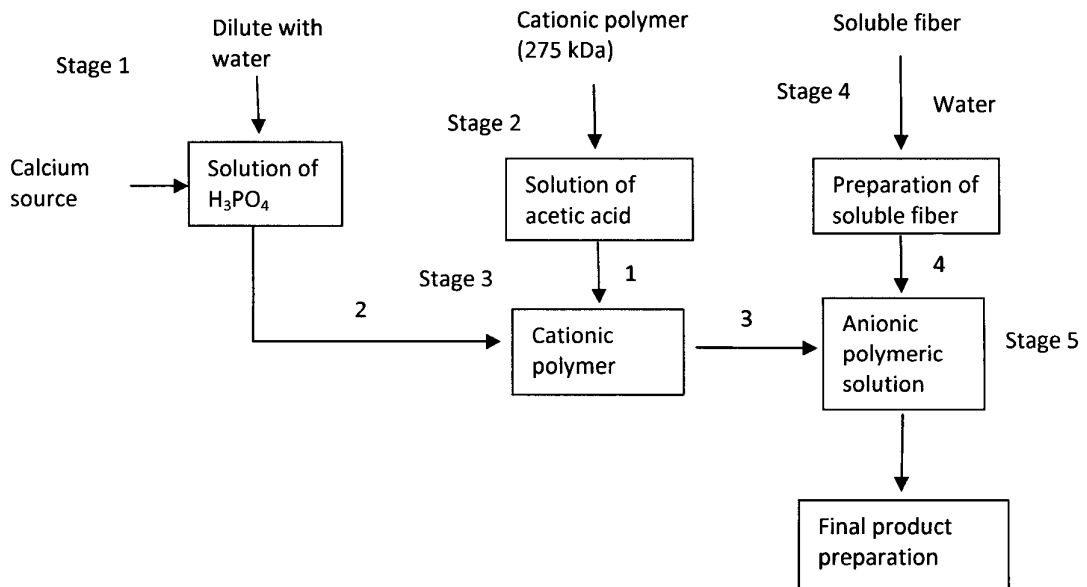 Dilute with
water
Cationic polymer
(275 kDa)
Soluble fiber
Stage 1
Stage 2
Stage 4
Water
Calcium
source
Solution of
H₃PO₄
Solution of
acetic acid
Preparation of
soluble fiber
Stage 3
1
4
2
3
Cationic
polymer
Anionic
polymeric
solution
Stage 5
Final product
preparation